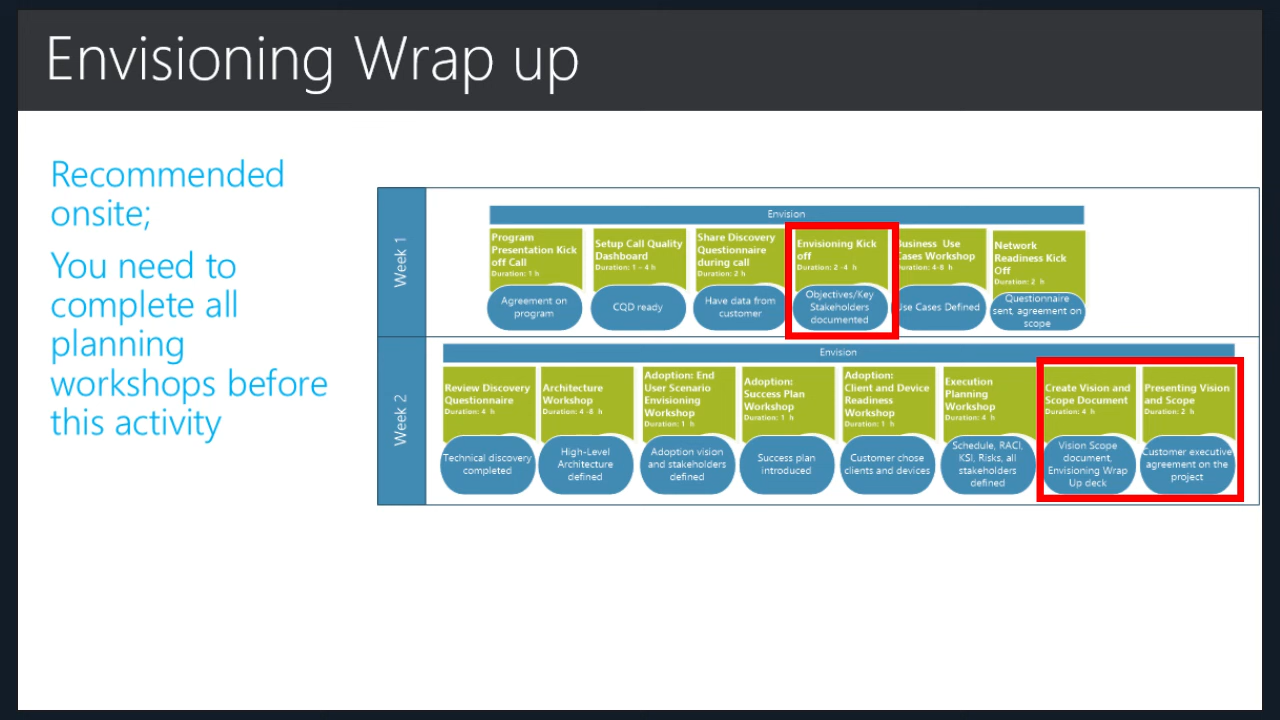 Envisioning Wrap up
Recommended
onsite;
You need to
complete all
planning
workshops before
this activity
Week 1
Envision
Program
Presentation Kick
off Call
Duration: 1 h
Agreement on
program
Setup Call Quality
Dashboard
Duration: 1 - 4 h
CQD ready
Share Discovery
Questionnaire
during call
Duration: 2 h
Have data from
customer
Envisioning Kick
off
Duration: 2 -4 h
Objectives/Key
Stakeholders
documented
Business Use
Cases Workshop
Duration: 4-8 h
Use Cases Defined
Network
Readiness Kick
Off
Duration: 2 h
Questionnaire
sent, agreement on
scope
Week 2
Envision
Review Discovery
Questionnaire
Duration: 4 h
Technical discovery
completed
Architecture
Workshop
Duration: 4 -8 h
High-Level
Architecture
defined
Adoption: End
User Scenario
Envisioning
Workshop
Duration: 1 h
Adoption vision
and stakeholders
defined
Adoption:
Success Plan
Workshop
Duration: 1 h
Success plan
introduced
Adoption:
Client and Device
Readiness
Workshop
Duration: 1 h
Customer chose
clients and devices
Execution
Planning
Workshop
Duration: 4 h
Schedule, RACI,
KSI, Risks, all
stakeholders
defined
Create Vision and
Scope Document
Duration: 4 h
Vision Scope
document,
Envisioning Wrap
Up deck
Presenting Vision
and Scope
Duration: 2 h
Customer executive
agreement on the
project